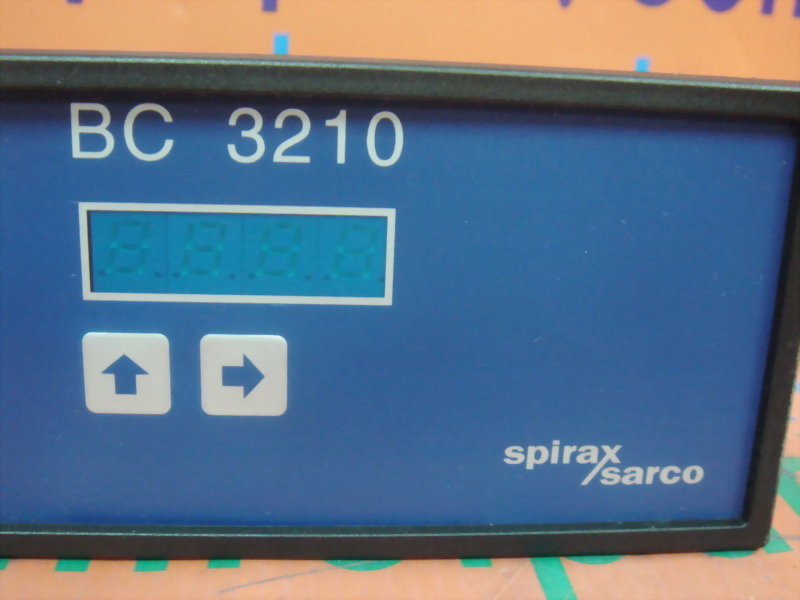 BC 3210
spirax
sarco